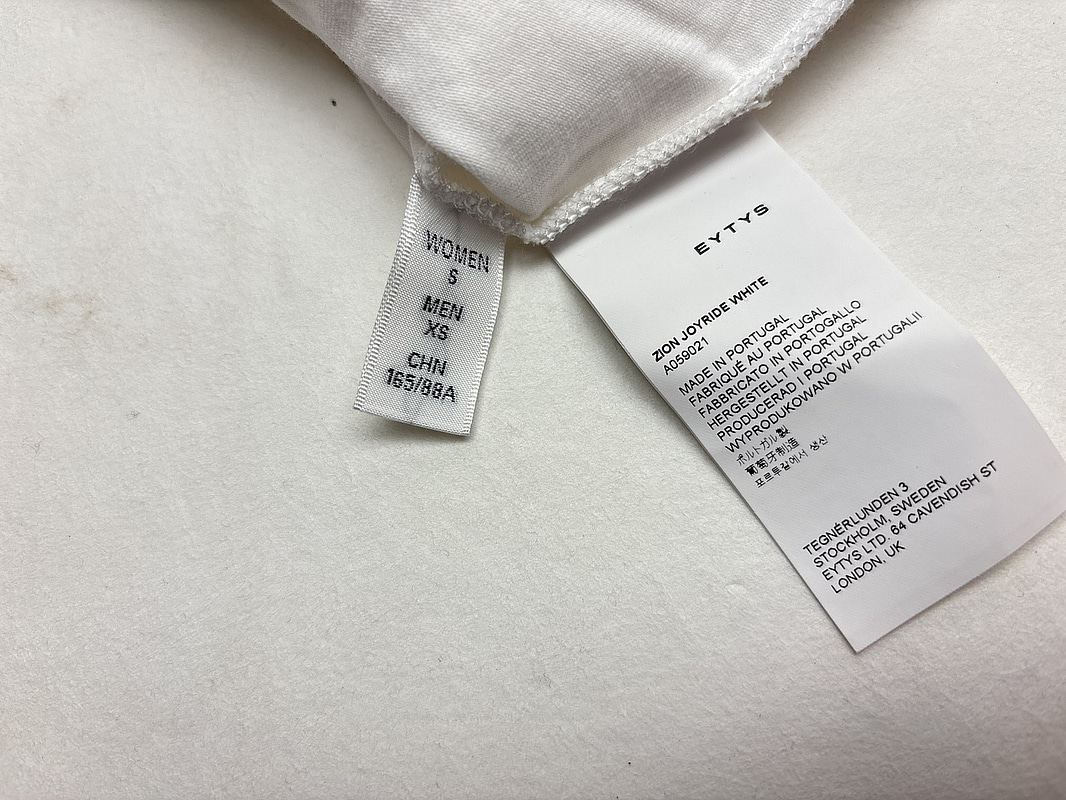 WOMEN
S
MEN
XS
CHN
165/88A
EYTYS
ZION JOYRIDE WHITE
A059021
MADE IN PORTUGAL
FABRIQUÉ AU PORTUGAL
FABBRICATO IN PORTOGALLO
HERGESTELLT IN PORTUGAL
PRODUCERAD I PORTUGAL
WYPRODUKOWANO W PORTUGALII
ポルトガル製
葡萄牙制造
포르투갈에서 생산
TEGNÉRLUNDEN 3
STOCKHOLM, SWEDEN
EYTYS LTD. 64 CAVENDISH ST
LONDON, UK